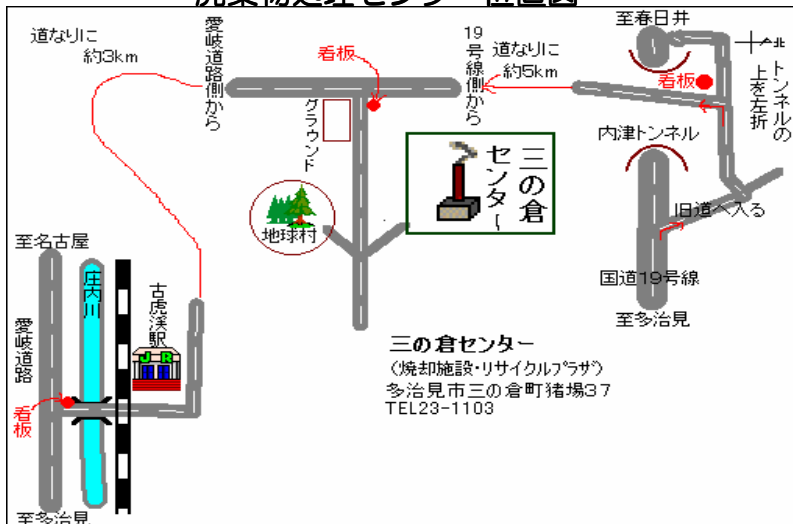 廃棄物処理センター位置図
道なりに
約3km
愛岐道路側から
看板
グラウンド
19号線側から
道なりに
約5km
至春日井
北
看板
トンネルの
上を左折
内津トンネル
旧道へ入る
国道19号線
至多治見
三の倉
センター
地球村
至名古屋
庄内川
古虎渓駅
JR
愛岐道路
看板
至多治見
三の倉センター
(焼却施設・リサイクルプラザ)
多治見市三の倉町猪場37
TEL23-1103